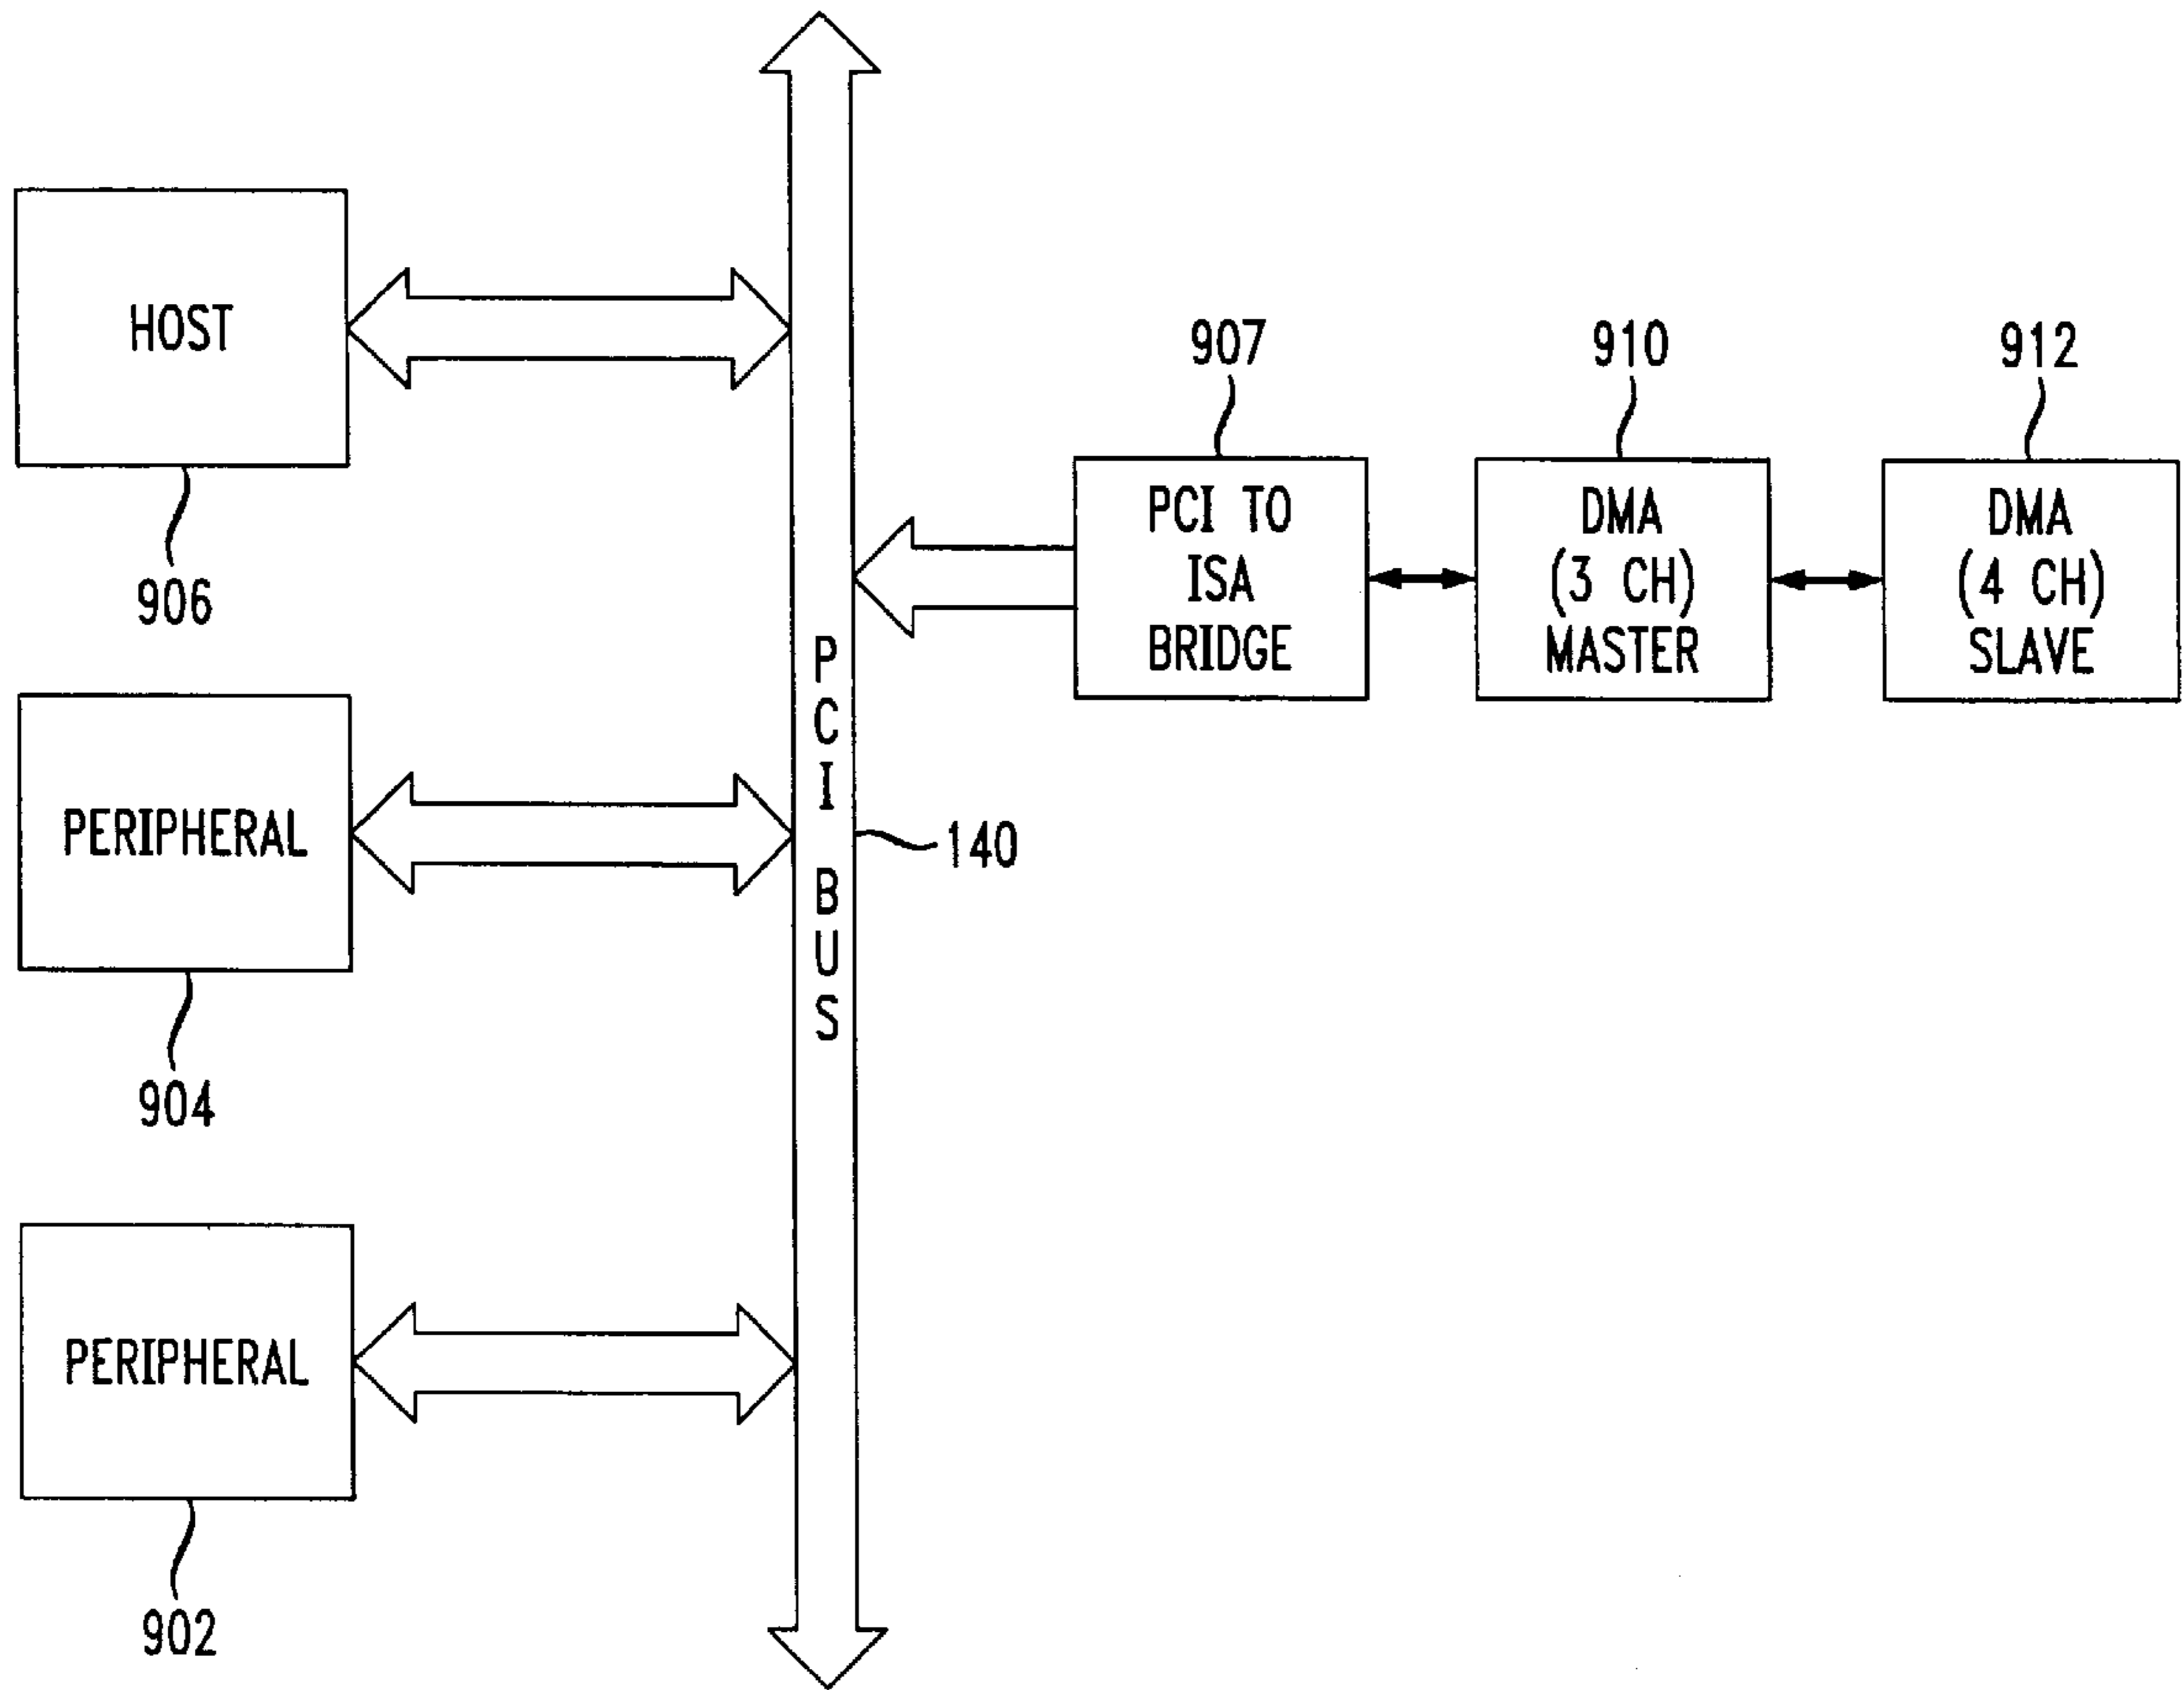 HOST
906
PERIPHERAL
904
PERIPHERAL
902
PCI BUS
140
907
PCI TO
ISA
BRIDGE
910
DMA
(3 CH)
MASTER
912
DMA
(4 CH)
SLAVE